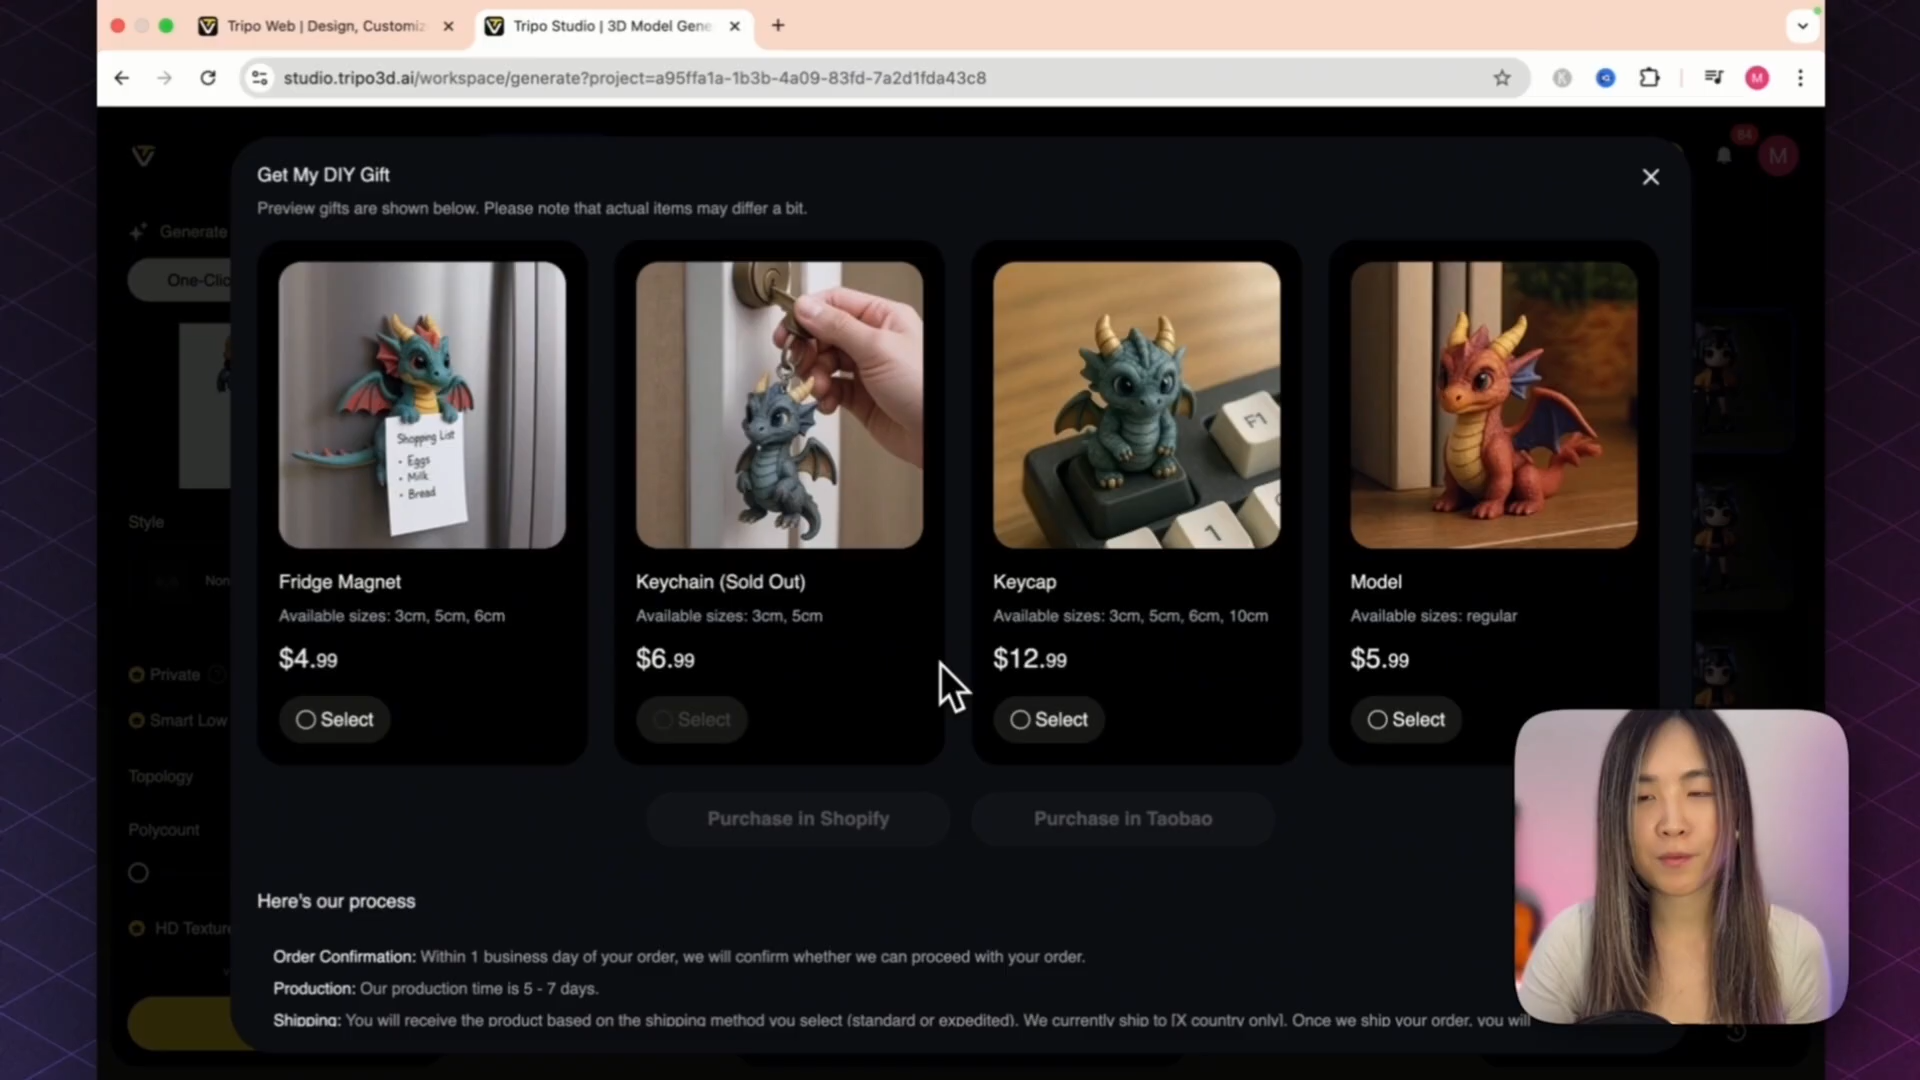 Tripo Web | Design, Customiz
Tripo Studio | 3D Model Gene
studio.tripo3d.ai/workspace/generate?project=a95ffa1a-1b3b-4a09-83fd-7a2d1fda43c8
K
M
84
M
Get My DIY Gift
Preview gifts are shown below. Please note that actual items may differ a bit.
Generate
One-Clic
Style
Non
Private
Smart Low
Topology
Polycount
HD Texture
Shopping List
- Eggs
- Milk
- Bread
F1
1
Fridge Magnet
Available sizes: 3cm, 5cm, 6cm
$4.99
Select
Keychain (Sold Out)
Available sizes: 3cm, 5cm
$6.99
Select
Keycap
Available sizes: 3cm, 5cm, 6cm, 10cm
$12.99
Select
Model
Available sizes: regular
$5.99
Select
Purchase in Shopify
Purchase in Taobao
Here's our process
Order Confirmation: Within 1 business day of your order, we will confirm whether we can proceed with your order.
Production: Our production time is 5 - 7 days.
Shipping: You will receive the product based on the shipping method you select (standard or expedited). We currently ship to [X country only]. Once we ship your order, you will